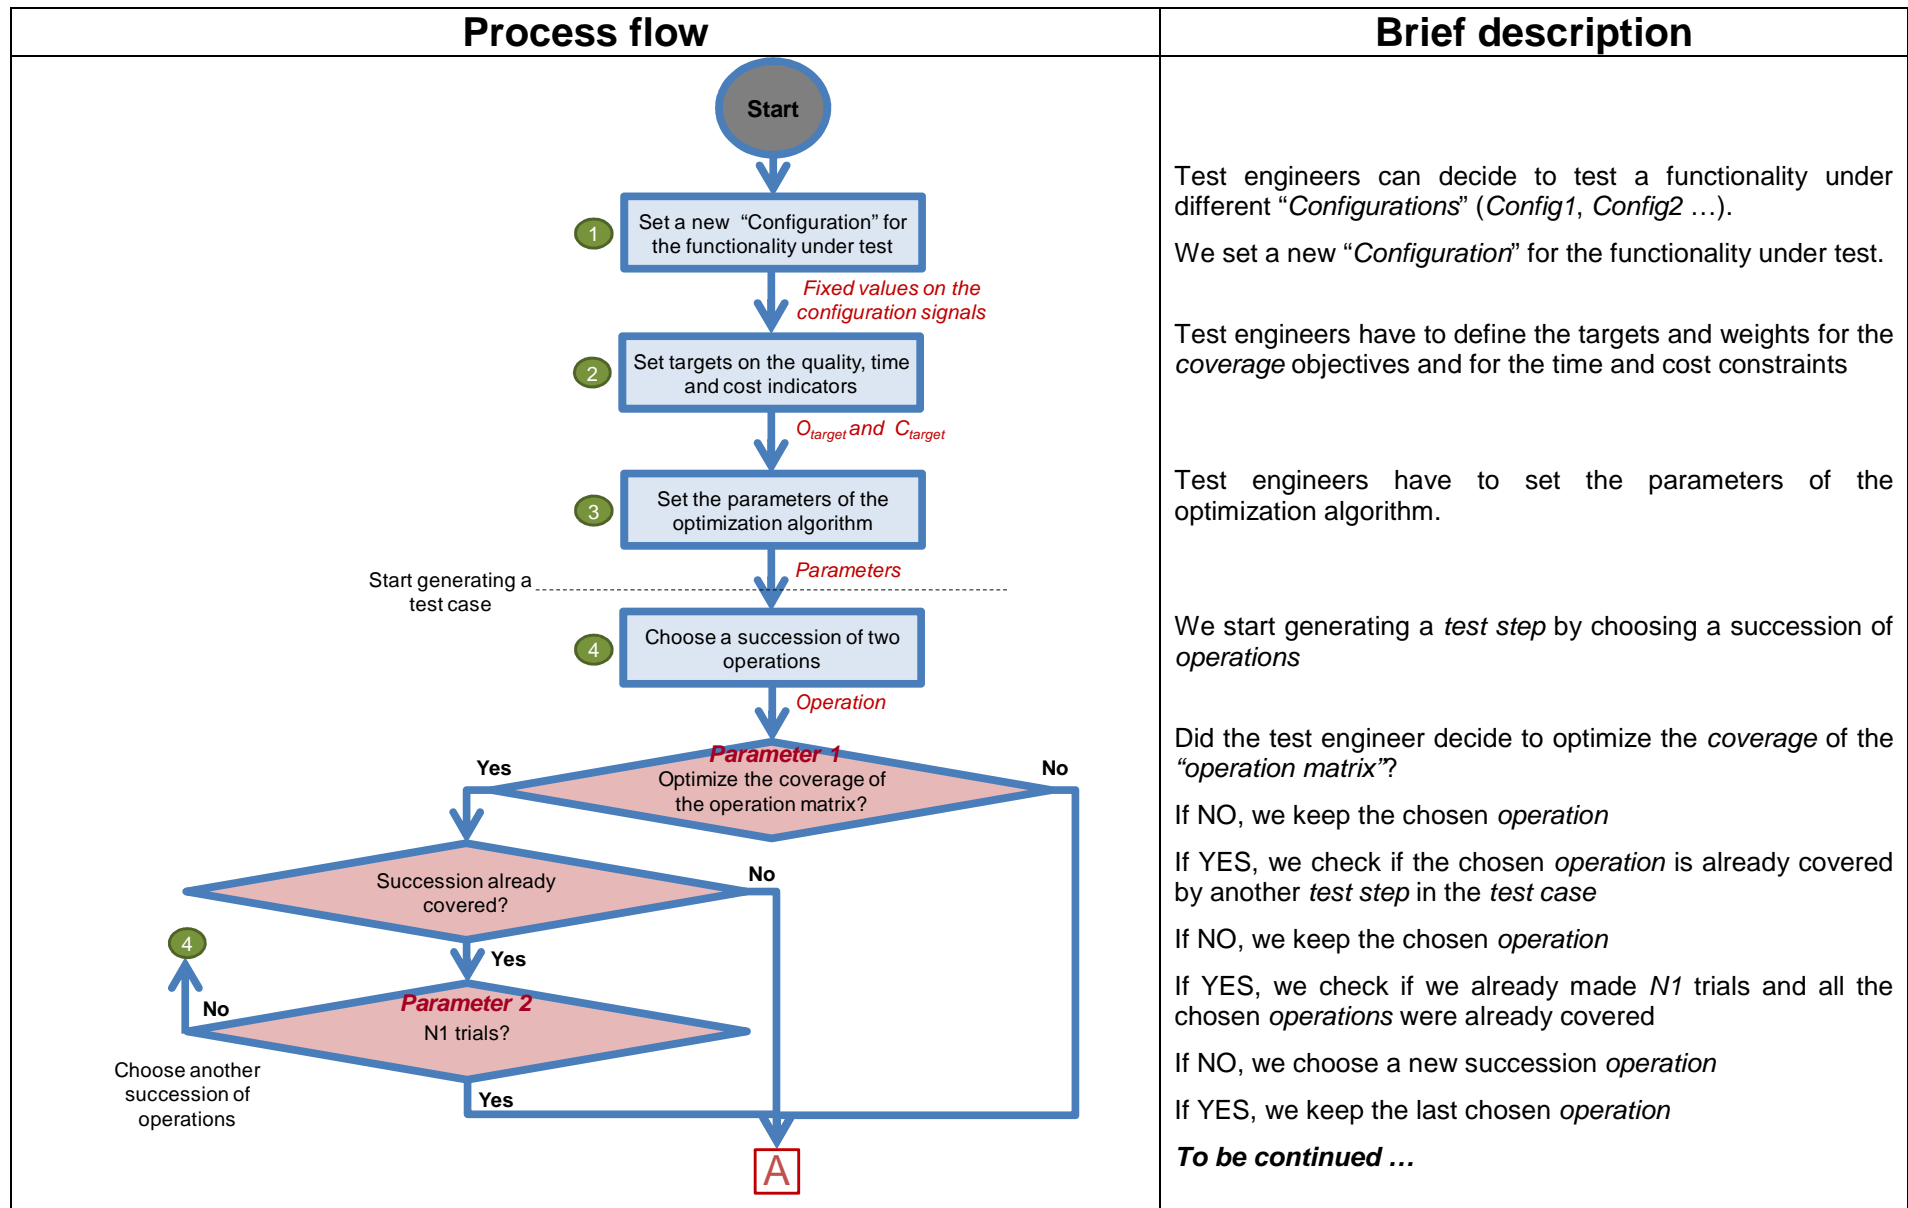 Process flow
Brief description
Start
1
Set a new “Configuration” for
the functionality under test
Fixed values on the
configuration signals
2
Set targets on the quality, time
and cost indicators
Otarget and Ctarget
3
Set the parameters of the
optimization algorithm
Parameters
Start generating a
test case
4
Choose a succession of two
operations
Operation
Parameter 1
Optimize the coverage of
the operation matrix?
Yes
No
Succession already
covered?
No
Yes
4
Parameter 2
N1 trials?
No
Choose another
succession of
operations
Yes
A
Test engineers can decide to test a functionality under
different “Configurations” (Config1, Config2 …).
We set a new “Configuration” for the functionality under test.
Test engineers have to define the targets and weights for the
coverage objectives and for the time and cost constraints
Test engineers have to set the parameters of the
optimization algorithm.
We start generating a test step by choosing a succession of
operations
Did the test engineer decide to optimize the coverage of the
“operation matrix”?
If NO, we keep the chosen operation
If YES, we check if the chosen operation is already covered
by another test step in the test case
If NO, we keep the chosen operation
If YES, we check if we already made N1 trials and all the
chosen operations were already covered
If NO, we choose a new succession operation
If YES, we keep the last chosen operation
To be continued …